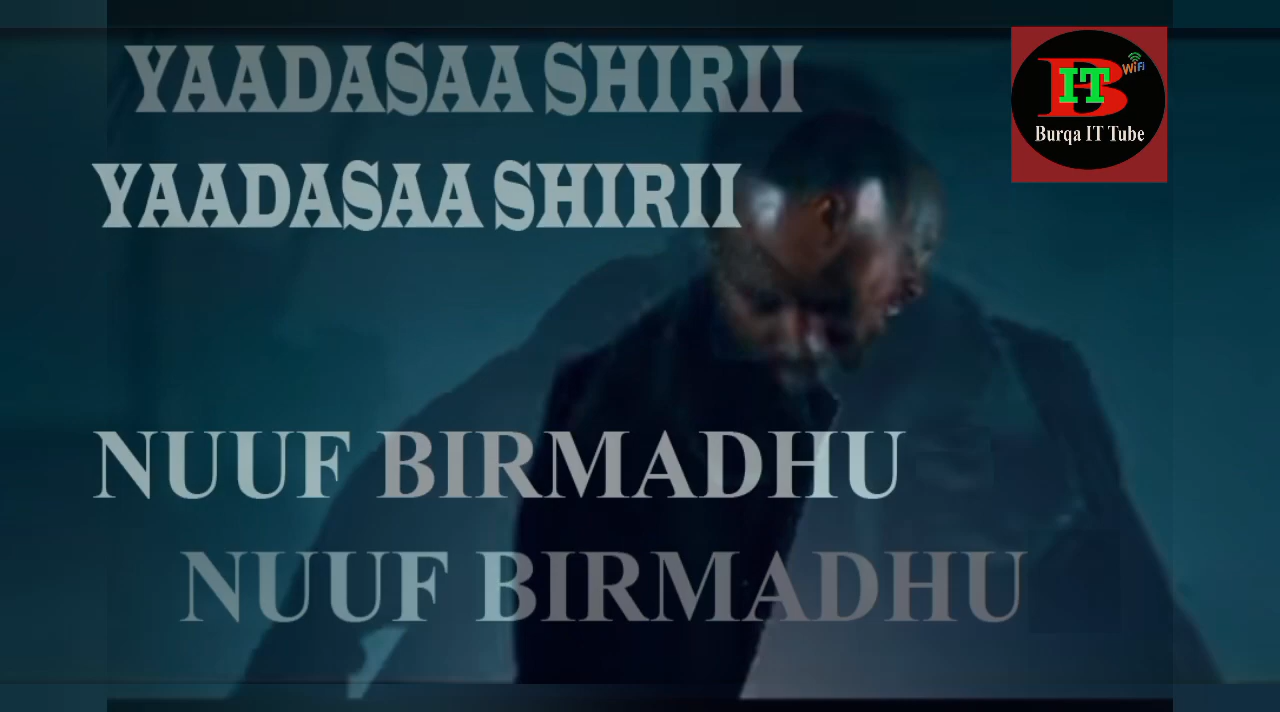 YAADASAA SHIRII
YAADASAA SHIRII
NUUF BIRMADHU
NUUF BIRMADHU
B
IT
WiFi
Burqa IT Tube